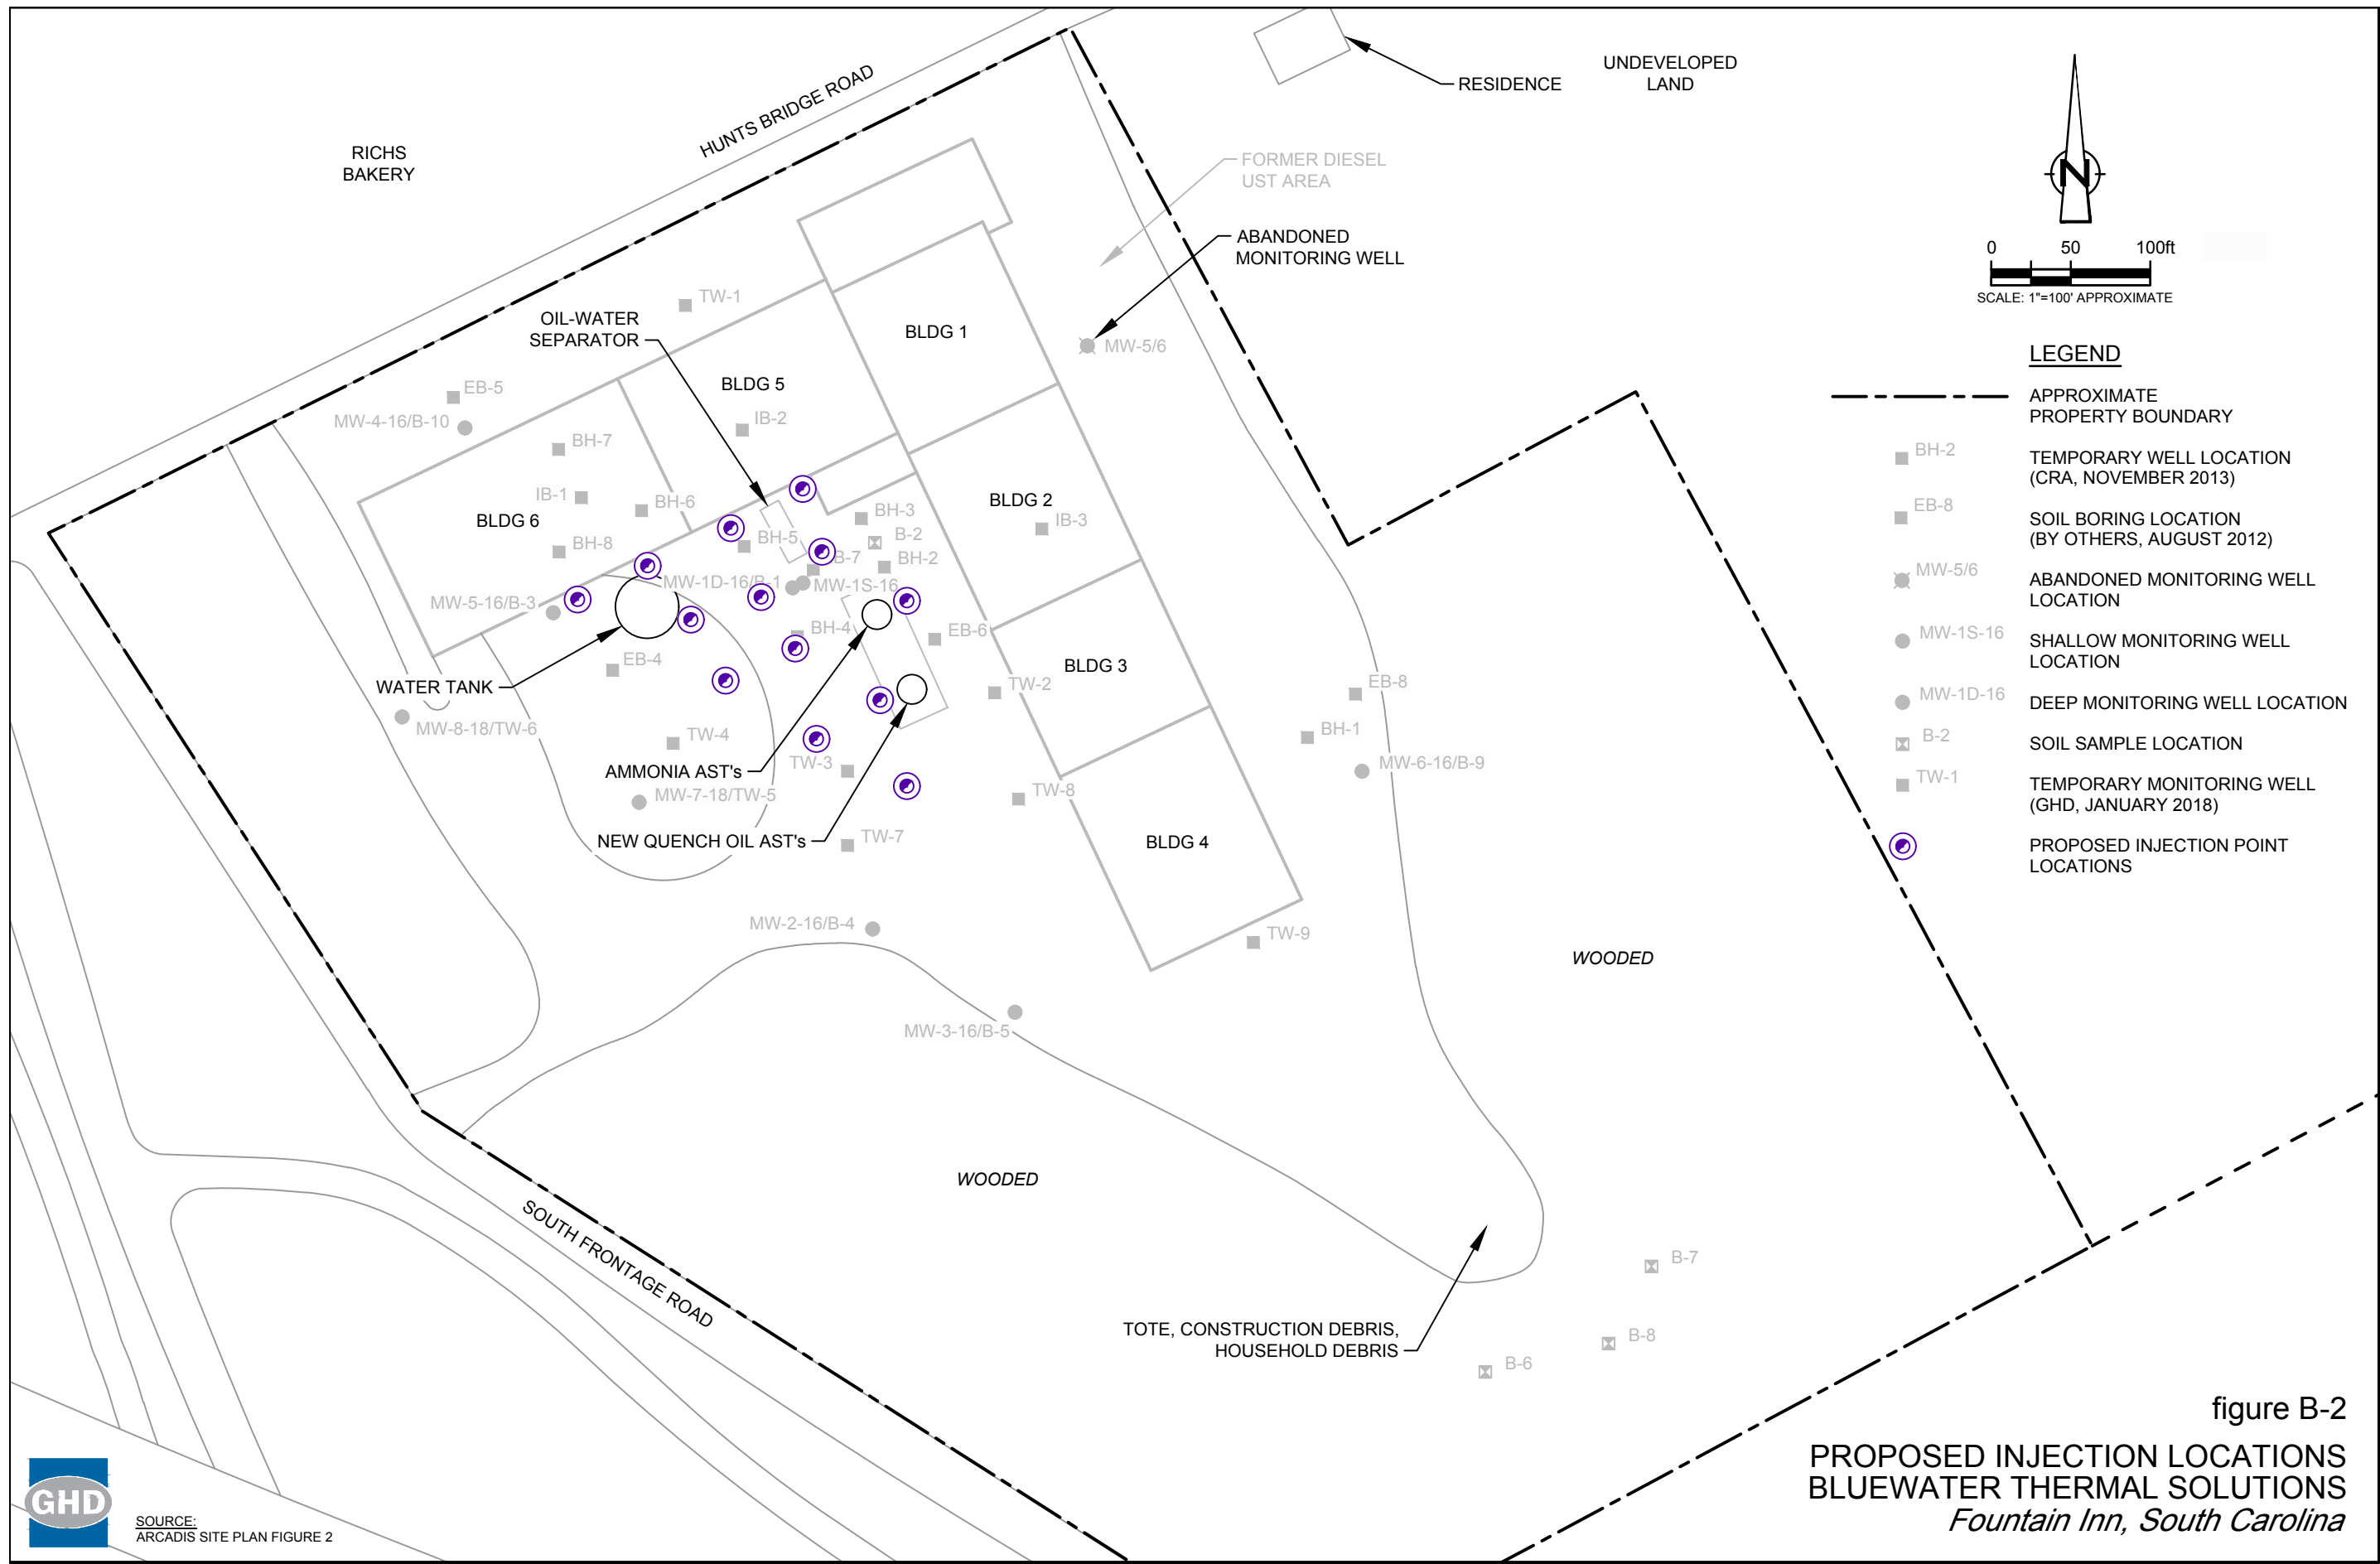 RICHS
BAKERY
HUNTS BRIDGE ROAD
RESIDENCE
UNDEVELOPED
LAND
FORMER DIESEL
UST AREA
ABANDONED
MONITORING WELL
MW-5/6
N
0 50 100ft
SCALE: 1"=100' APPROXIMATE
TW-1
OIL-WATER
SEPARATOR
BLDG 1
BLDG 5
EB-5
MW-4-16/B-10
IB-2
BH-7
IB-1
BH-6
BLDG 6
BH-8
BH-5
BH-3
B-2
BH-2
B-7
BLDG 2
IB-3
MW-1D-16/B-1
MW-1S-16
MW-5-16/B-3
BH-4
EB-6
EB-4
BLDG 3
WATER TANK
TW-2
EB-8
MW-8-18/TW-6
TW-4
BH-1
AMMONIA AST's
TW-3
MW-6-16/B-9
MW-7-18/TW-5
TW-8
NEW QUENCH OIL AST's
TW-7
BLDG 4
MW-2-16/B-4
TW-9
WOODED
MW-3-16/B-5
WOODED
SOUTH FRONTAGE ROAD
TOTE, CONSTRUCTION DEBRIS,
HOUSEHOLD DEBRIS
B-7
B-8
B-6
LEGEND
APPROXIMATE
PROPERTY BOUNDARY
BH-2
TEMPORARY WELL LOCATION
(CRA, NOVEMBER 2013)
EB-8
SOIL BORING LOCATION
(BY OTHERS, AUGUST 2012)
MW-5/6
ABANDONED MONITORING WELL
LOCATION
MW-1S-16
SHALLOW MONITORING WELL
LOCATION
MW-1D-16
DEEP MONITORING WELL LOCATION
B-2
SOIL SAMPLE LOCATION
TW-1
TEMPORARY MONITORING WELL
(GHD, JANUARY 2018)
PROPOSED INJECTION POINT
LOCATIONS
figure B-2
PROPOSED INJECTION LOCATIONS
BLUEWATER THERMAL SOLUTIONS
Fountain Inn, South Carolina
GHD
SOURCE:
ARCADIS SITE PLAN FIGURE 2